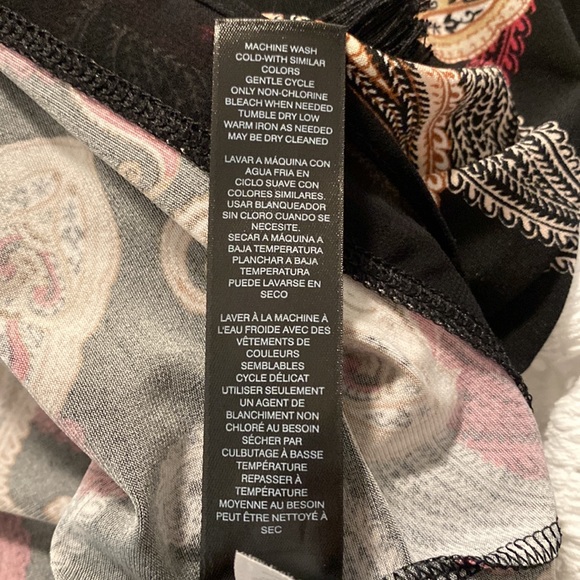 MACHINE WASH
COLD-WITH SIMILAR
COLORS
GENTLE CYCLE
ONLY NON-CHLORINE
BLEACH WHEN NEEDED
TUMBLE DRY LOW
WARM IRON AS NEEDED
MAY BE DRY CLEANED
LAVAR A MÁQUINA CON
AGUA FRIA EN
CICLO SUAVE CON
COLORES SIMILARES.
USAR BLANQUEADOR
SIN CLORO CUANDO SE
NECESITE.
SECAR A MÁQUINA A
BAJA TEMPERATURA
PLANCHAR A BAJA
TEMPERATURA
PUEDE LAVARSE EN
SECO
LAVER À LA MACHINE À
L'EAU FROIDE AVEC DES
VÊTEMENTS DE
COULEURS
SEMBLABLES
CYCLE DÉLICAT
UTILISER SEULEMENT
UN AGENT DE
BLANCHIMENT NON
CHLORÉ AU BESOIN
SÉCHER PAR
CULBUTAGE À BASSE
TEMPÉRATURE
REPASSER À
TEMPÉRATURE
MOYENNE AU BESOIN
PEUT ÊTRE NETTOYÉ À
SEC